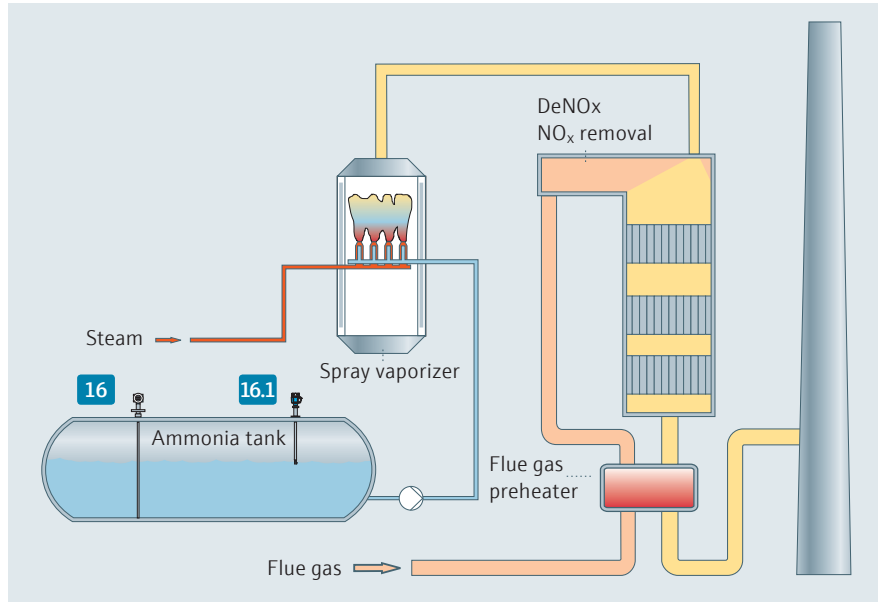 DeNOx
NOₓ removal
Steam
Spray vaporizer
16
16.1
Ammonia tank
Flue gas
preheater
Flue gas